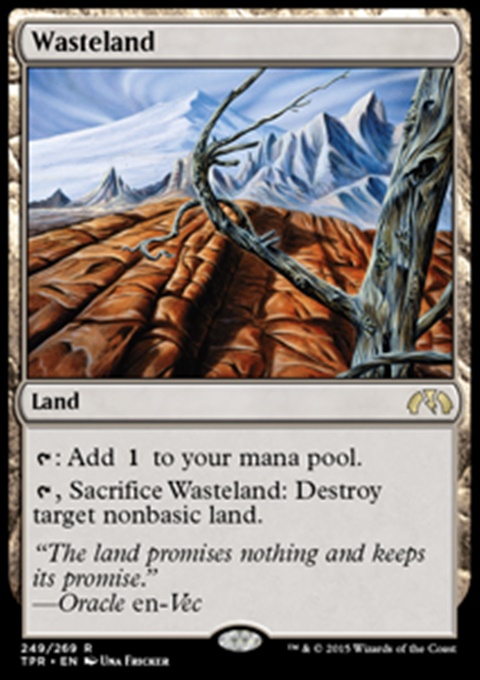 Wasteland
Land
: Add 1 to your mana pool.
, Sacrifice Wasteland: Destroy
target nonbasic land.
“The land promises nothing and keeps
its promise.”
—Oracle en-Vec
249/269 R
TPR • EN Una Fricker
™ & © 2015 Wizards of the Coast